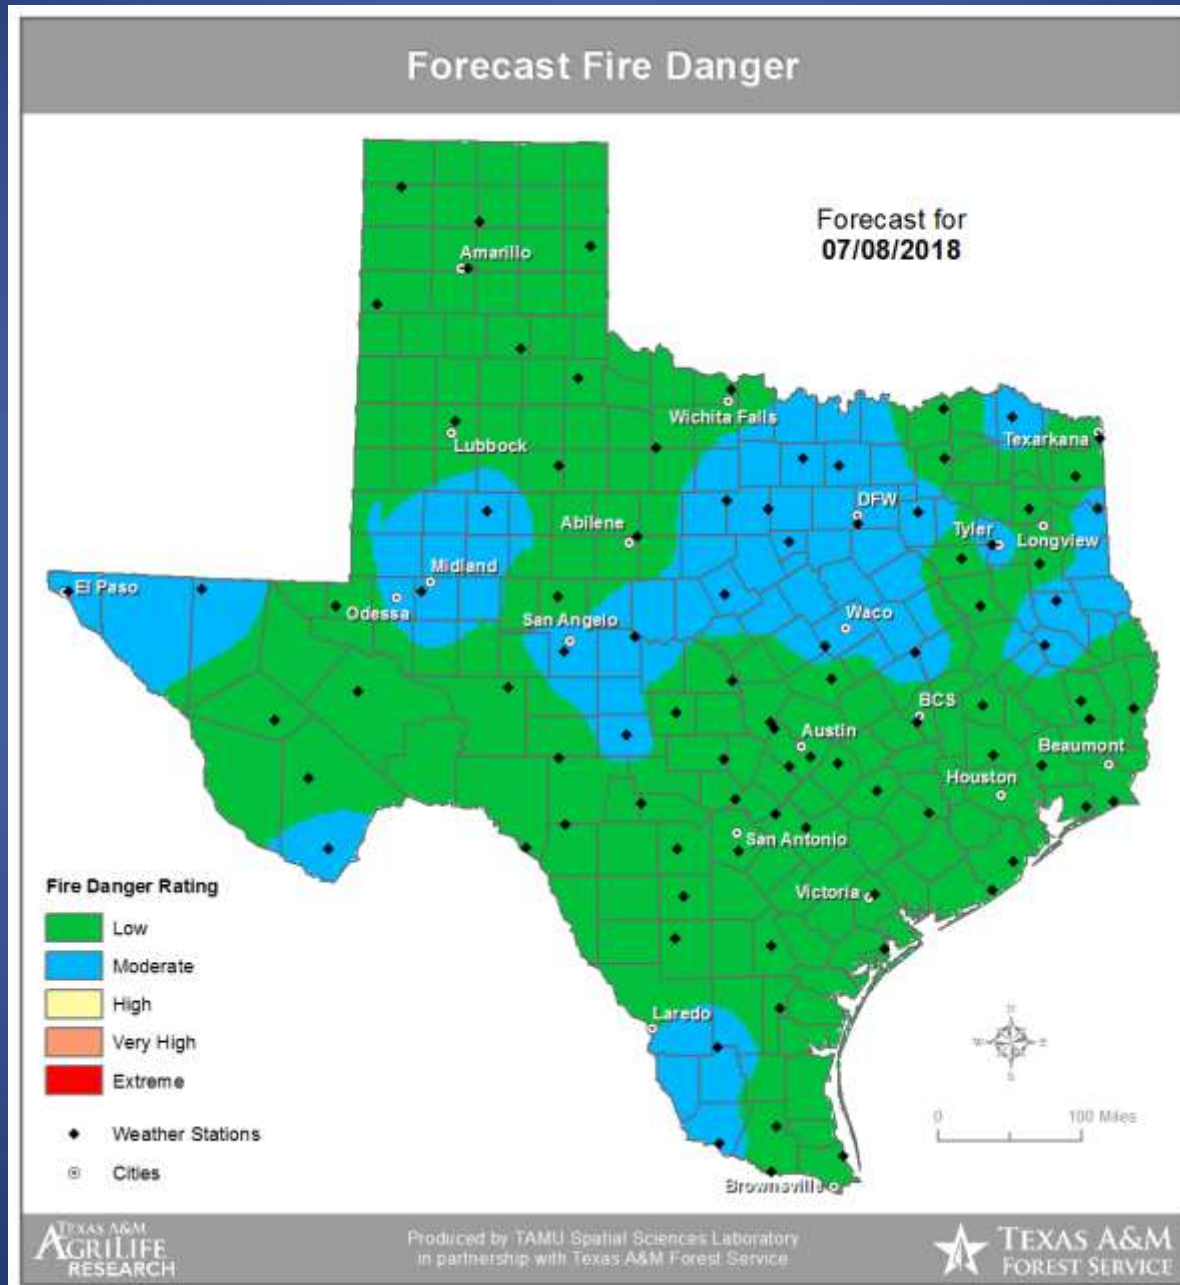 Forecast Fire Danger
Forecast for
07/08/2018
Amarillo
Wichita Falls
Lubbock
Texarkana
Abilene
DFW
Tyler
Longview
Midland
El Paso
Odessa
San Angelo
Waco
BCS
Austin
Beaumont
Houston
San Antonio
Victoria
Laredo
Brownsville
Fire Danger Rating
Low
Moderate
High
Very High
Extreme
Weather Stations
Cities
N
W E
S
0 100 Miles
TEXAS A&M
AGRILIFE
RESEARCH
Produced by TAMU Spatial Sciences Laboratory
in partnership with Texas A&M Forest Service
TEXAS A&M
FOREST SERVICE